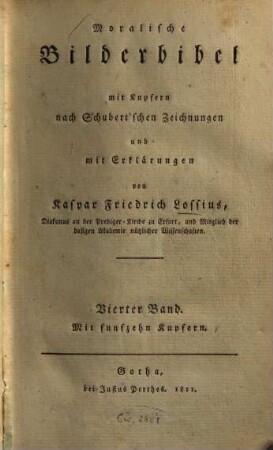 Moralische
Bilderbibel
mit Kupfern
nach Schubert'schen Zeichnungen
und
mit Erklärungen
von
Kaspar Friedrich Lossius,
Diakonus an der Prediger-Kirche zu Erfurt, und Mitglied der
dasigen Akademie nützlicher Wissenschaften.
Vierter Band.
Mit funfzehn Kupfern.
Gotha,
bei Justus Perthes. 1811.